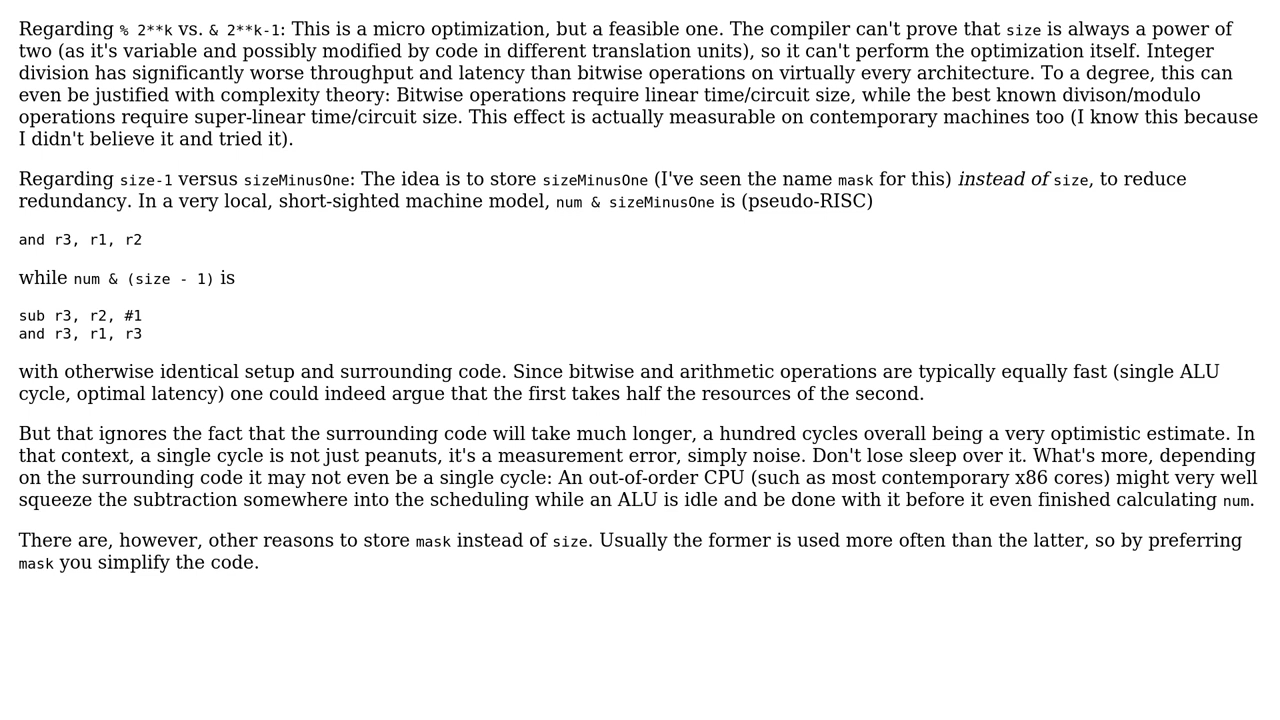 Regarding % 2**k vs. & 2**k-1: This is a micro optimization, but a feasible one. The compiler can't prove that size is always a power of
two (as it's variable and possibly modified by code in different translation units), so it can't perform the optimization itself. Integer
division has significantly worse throughput and latency than bitwise operations on virtually every architecture. To a degree, this can
even be justified with complexity theory: Bitwise operations require linear time/circuit size, while the best known divison/modulo
operations require super-linear time/circuit size. This effect is actually measurable on contemporary machines too (I know this because
I didn't believe it and tried it).
Regarding size-1 versus sizeMinusOne: The idea is to store sizeMinusOne (I've seen the name mask for this) instead of size, to reduce
redundancy. In a very local, short-sighted machine model, num & sizeMinusOne is (pseudo-RISC)
and r3, r1, r2
while num & (size - 1) is
sub r3, r2, #1
and r3, r1, r3
with otherwise identical setup and surrounding code. Since bitwise and arithmetic operations are typically equally fast (single ALU
cycle, optimal latency) one could indeed argue that the first takes half the resources of the second.
But that ignores the fact that the surrounding code will take much longer, a hundred cycles overall being a very optimistic estimate. In
that context, a single cycle is not just peanuts, it's a measurement error, simply noise. Don't lose sleep over it. What's more, depending
on the surrounding code it may not even be a single cycle: An out-of-order CPU (such as most contemporary x86 cores) might very well
squeeze the subtraction somewhere into the scheduling while an ALU is idle and be done with it before it even finished calculating num.
There are, however, other reasons to store mask instead of size. Usually the former is used more often than the latter, so by preferring
mask you simplify the code.